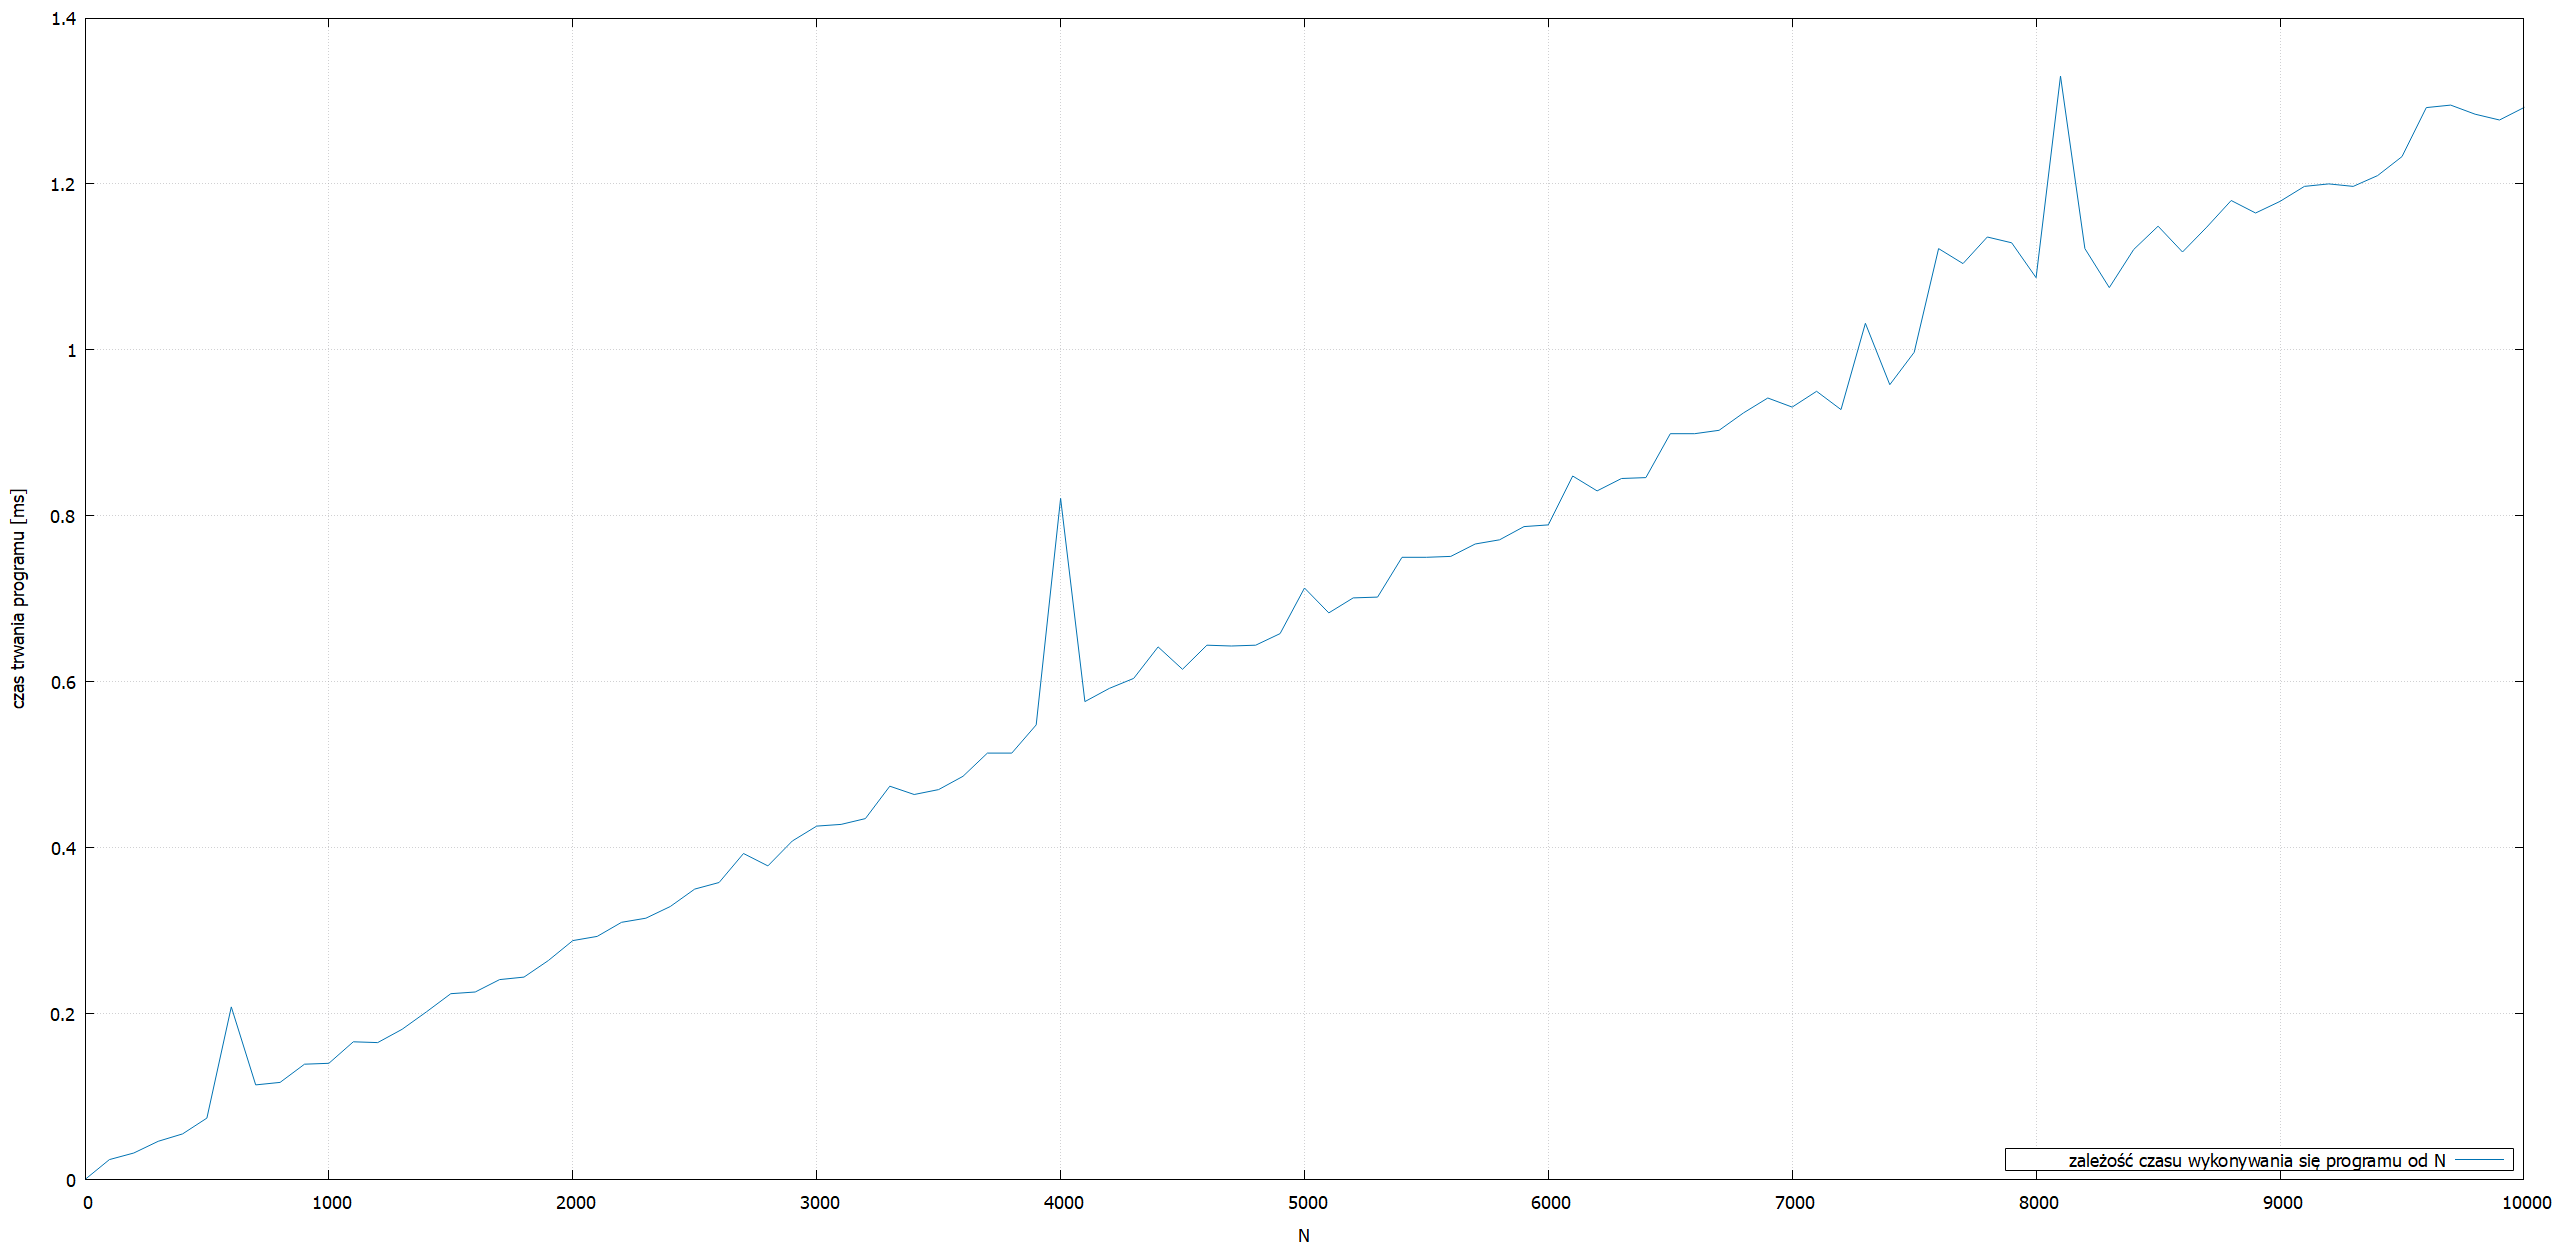 1.4
1.2
1
0.8
0.6
0.4
0.2
0
czas trwania programu [ms]
zależość czasu wykonywania się programu od N
0 1000 2000 3000 4000 5000 6000 7000 8000 9000 10000
N